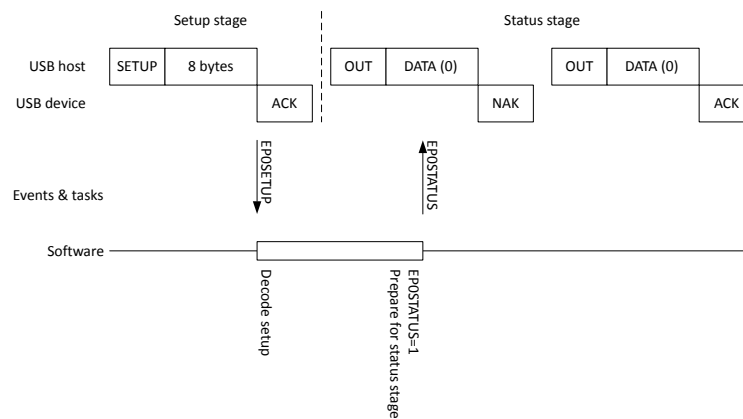 Setup stage
Status stage
USB host
SETUP
8 bytes
OUT
DATA (0)
OUT
DATA (0)
USB device
ACK
NAK
ACK
EP0SETUP
EP0STATUS
Events & tasks
Software
Decode setup
EP0STATUS=1
Prepare for status stage